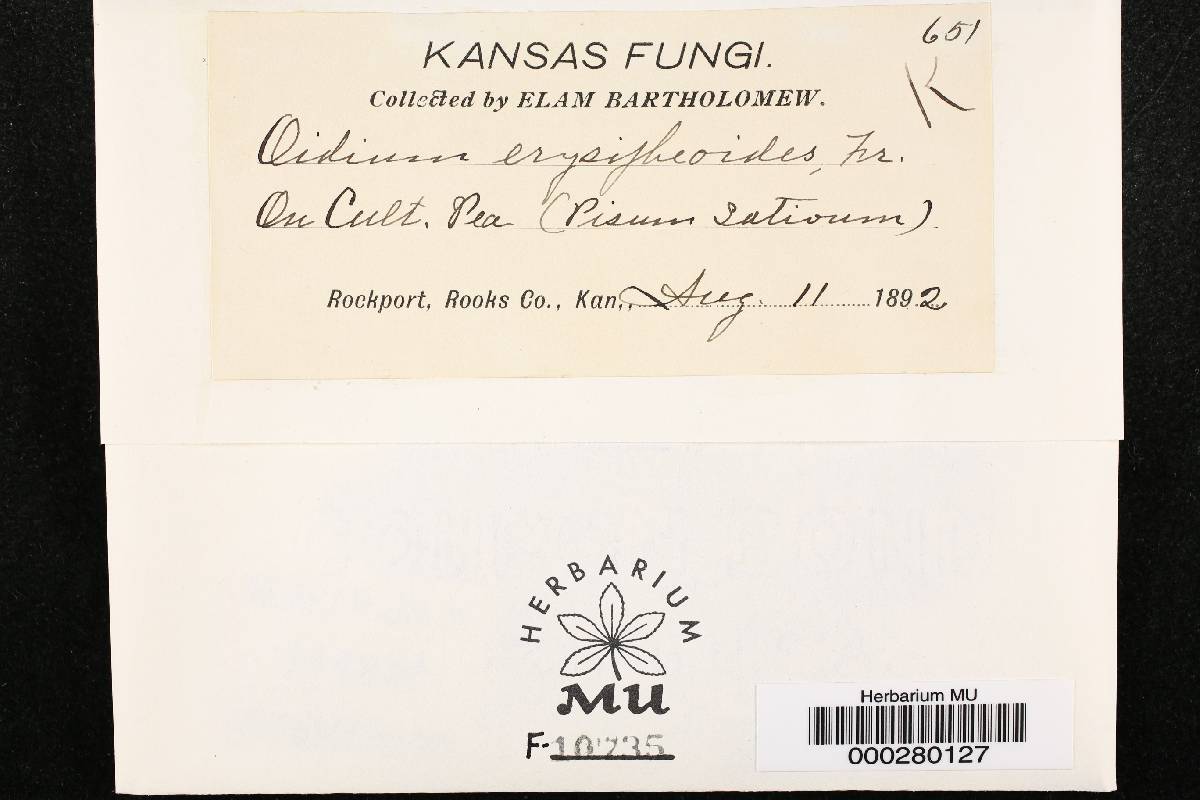 651
K
KANSAS FUNGI.
Collected by ELAM BARTHOLOMEW.
Oidium erysipheoides, Fr.
On Cult. Pea (Pisum sativum).
Rockport, Rooks Co., Kan., Aug. 11 1892
HERBARIUM
MU
F-10735
Herbarium MU
000280127